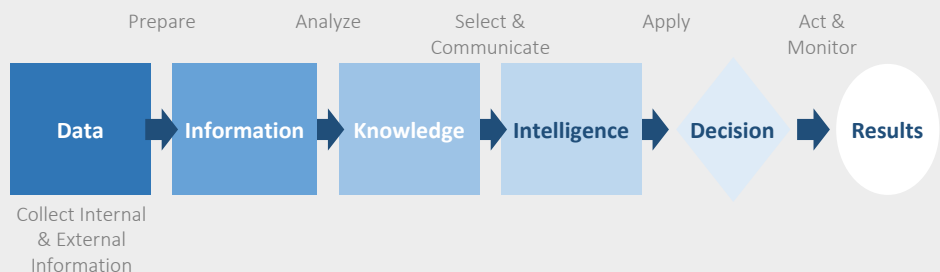 Prepare
Analyze
Select &
Communicate
Apply
Act &
Monitor
Data
Information
Knowledge
Intelligence
Decision
Results
Collect Internal
& External
Information